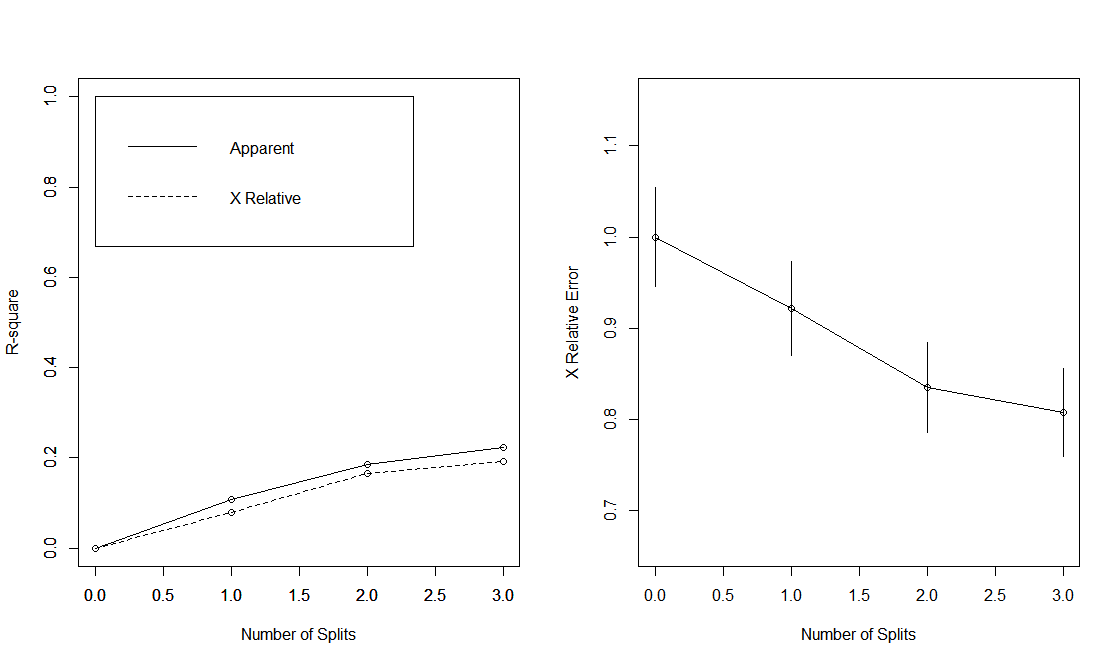 1.0
0.8
0.6
0.4
0.2
0.0
R-square
Apparent
X Relative
0.0 0.5 1.0 1.5 2.0 2.5 3.0
Number of Splits
1.1
1.0
0.9
0.8
0.7
X Relative Error
0.0 0.5 1.0 1.5 2.0 2.5 3.0
Number of Splits